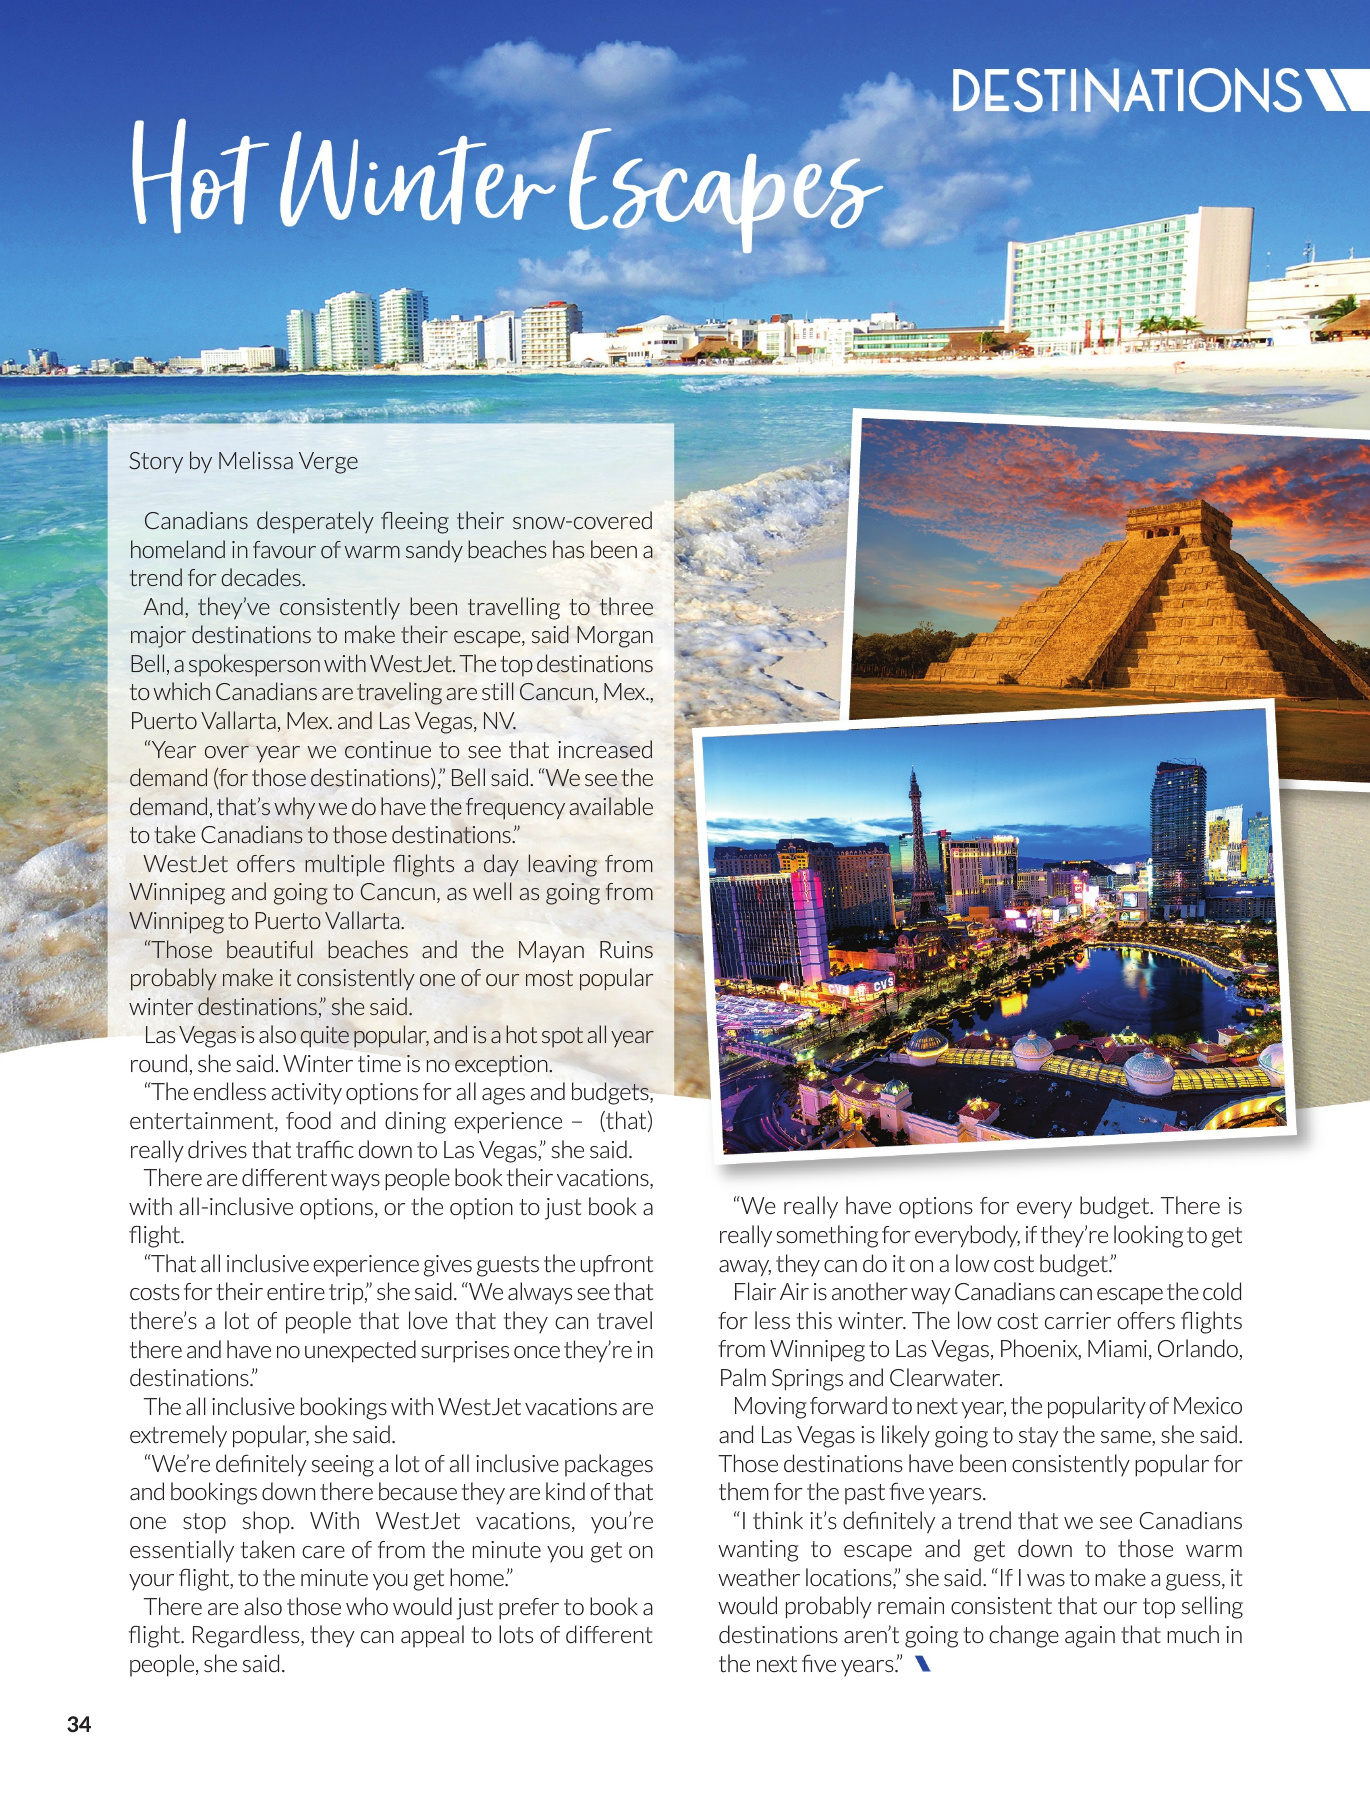 DESTINATIONS
Hot Winter Escapes
Story by Melissa Verge
Canadians desperately fleeing their snow-covered
homeland in favour of warm sandy beaches has been a
trend for decades.
And, they’ve consistently been travelling to three
major destinations to make their escape, said Morgan
Bell, a spokesperson with WestJet. The top destinations
to which Canadians are traveling are still Cancun, Mex.,
Puerto Vallarta, Mex. and Las Vegas, NV.
“Year over year we continue to see that increased
demand (for those destinations),” Bell said. “We see the
demand, that’s why we do have the frequency available
to take Canadians to those destinations.”
WestJet offers multiple flights a day leaving from
Winnipeg and going to Cancun, as well as going from
Winnipeg to Puerto Vallarta.
“Those beautiful beaches and the Mayan Ruins
probably make it consistently one of our most popular
winter destinations,” she said.
Las Vegas is also quite popular, and is a hot spot all year
round, she said. Winter time is no exception.
“The endless activity options for all ages and budgets,
entertainment, food and dining experience – (that)
really drives that traffic down to Las Vegas,” she said.
There are different ways people book their vacations,
with all-inclusive options, or the option to just book a
flight.
“That all inclusive experience gives guests the upfront
costs for their entire trip,” she said. “We always see that
there’s a lot of people that love that they can travel
there and have no unexpected surprises once they’re in
destinations.”
The all inclusive bookings with WestJet vacations are
extremely popular, she said.
“We’re definitely seeing a lot of all inclusive packages
and bookings down there because they are kind of that
one stop shop. With WestJet vacations, you’re
essentially taken care of from the minute you get on
your flight, to the minute you get home.”
There are also those who would just prefer to book a
flight. Regardless, they can appeal to lots of different
people, she said.
CVS
CVS
“We really have options for every budget. There is
really something for everybody, if they’re looking to get
away, they can do it on a low cost budget.”
Flair Air is another way Canadians can escape the cold
for less this winter. The low cost carrier offers flights
from Winnipeg to Las Vegas, Phoenix, Miami, Orlando,
Palm Springs and Clearwater.
Moving forward to next year, the popularity of Mexico
and Las Vegas is likely going to stay the same, she said.
Those destinations have been consistently popular for
them for the past five years.
“I think it’s definitely a trend that we see Canadians
wanting to escape and get down to those warm
weather locations,” she said. “If I was to make a guess, it
would probably remain consistent that our top selling
destinations aren’t going to change again that much in
the next five years.”
34